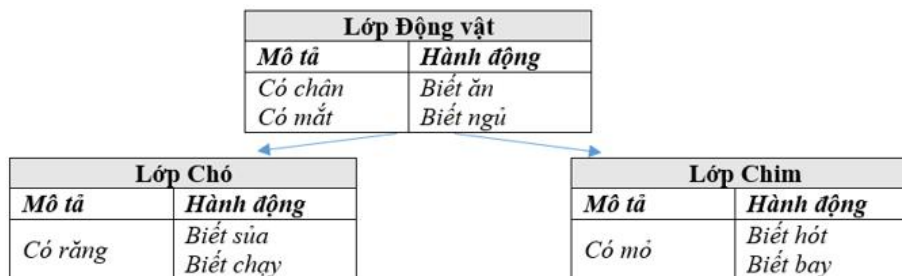 Lớp Động vật
Mô tả Hành động
Có chân Biết ăn
Có mắt Biết ngủ
Lớp Chó
Mô tả Hành động
Có răng
Biết sủa
Biết chạy
Lớp Chim
Mô tả Hành động
Có mỏ
Biết hót
Biết bay